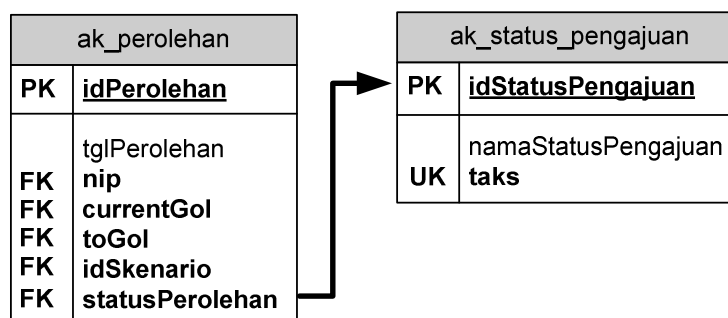 ak_perolehan
PK idPerolehan
tglPerolehan
FK nip
FK currentGol
FK toGol
FK idSkenario
FK statusPerolehan
ak_status_pengajuan
PK idStatusPengajuan
namaStatusPengajuan
UK taks